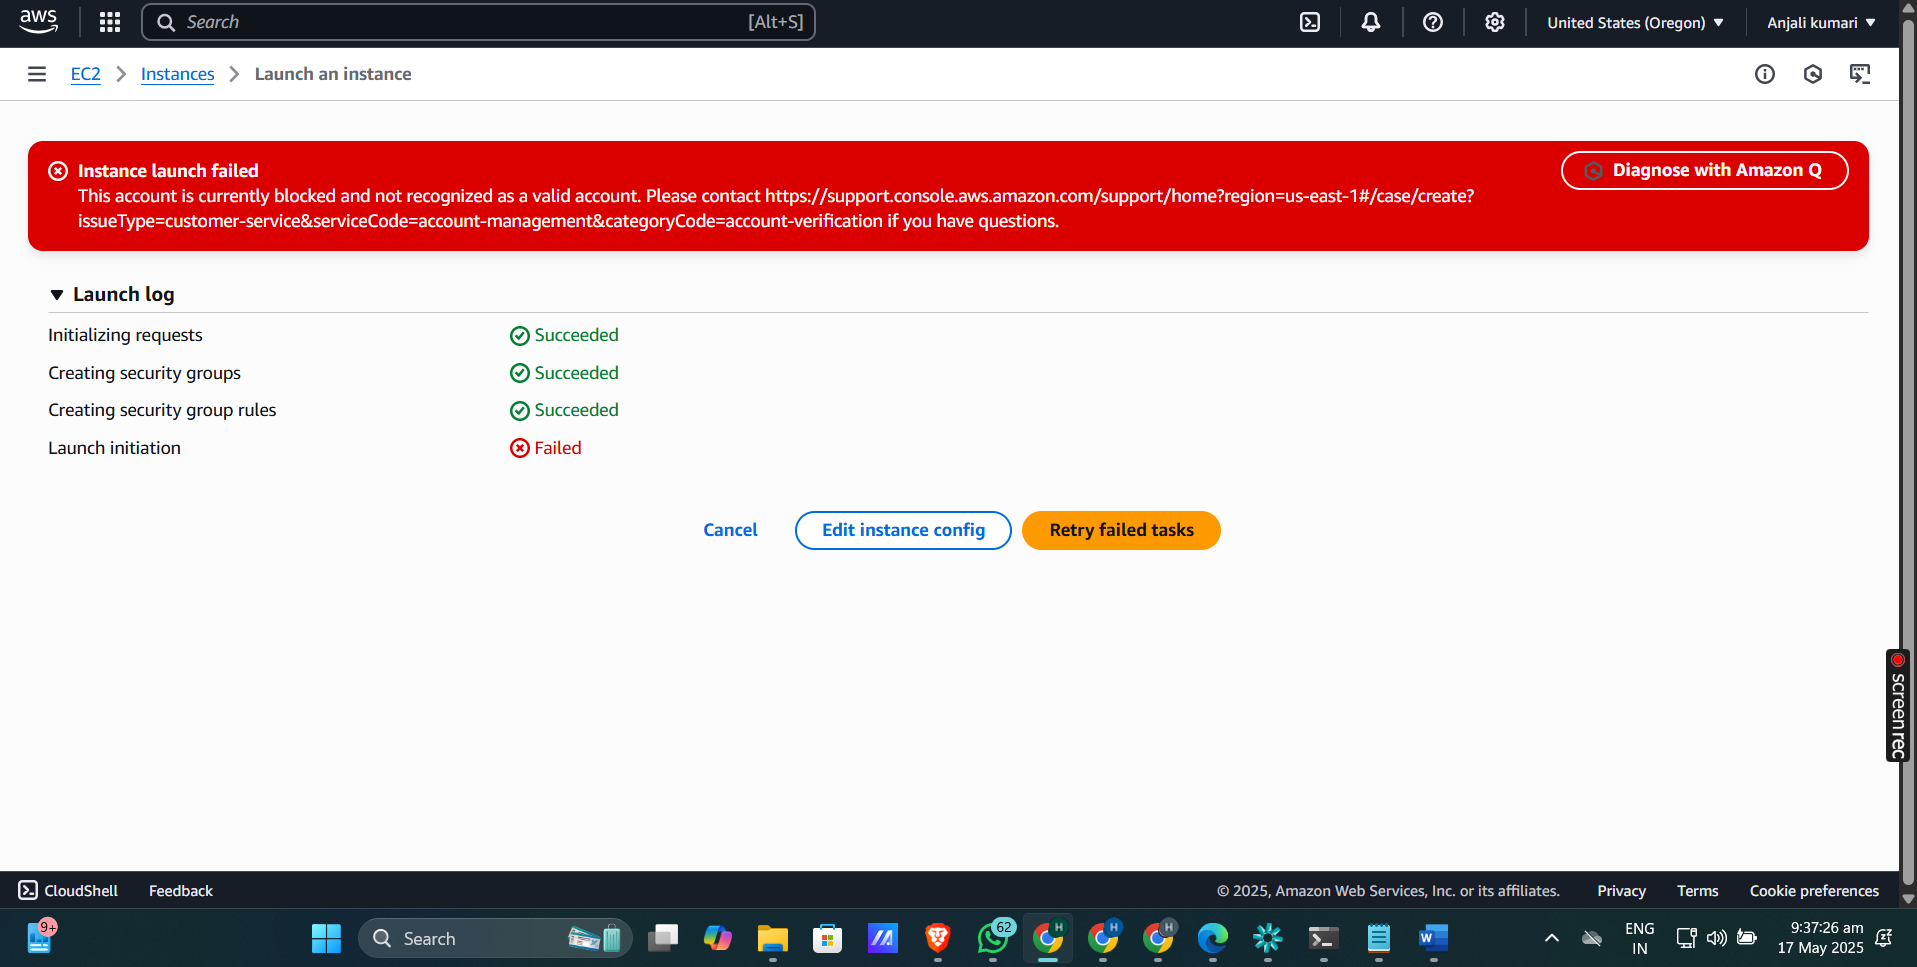 aws
Search
[Alt+S]
United States (Oregon)
Anjali kumari
EC2
Instances
Launch an instance
Instance launch failed
This account is currently blocked and not recognized as a valid account. Please contact https://support.console.aws.amazon.com/support/home?region=us-east-1#/case/create?
issueType=customer-service&serviceCode=account-management&categoryCode=account-verification if you have questions.
Diagnose with Amazon Q
Launch log
Initializing requests
Succeeded
Creating security groups
Succeeded
Creating security group rules
Succeeded
Launch initiation
Failed
Cancel
Edit instance config
Retry failed tasks
screenrec
CloudShell
Feedback
© 2025, Amazon Web Services, Inc. or its affiliates.
Privacy
Terms
Cookie preferences
9+
Search
62
H
H
H
W
ENG
IN
9:37:26 am
17 May 2025